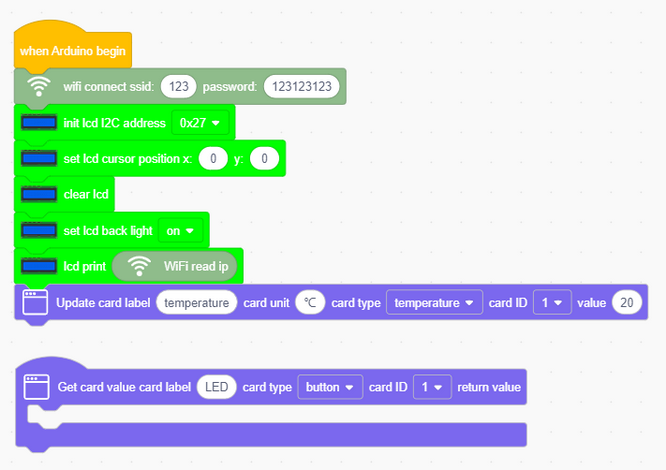 when Arduino begin
wifi connect ssid: 123 password: 123123123
init lcd I2C address 0x27
set lcd cursor position x: 0 y: 0
clear lcd
set lcd back light on
lcd print WiFi read ip
Update card label temperature card unit ℃ card type temperature card ID 1 value 20
Get card value card label LED card type button card ID 1 return value